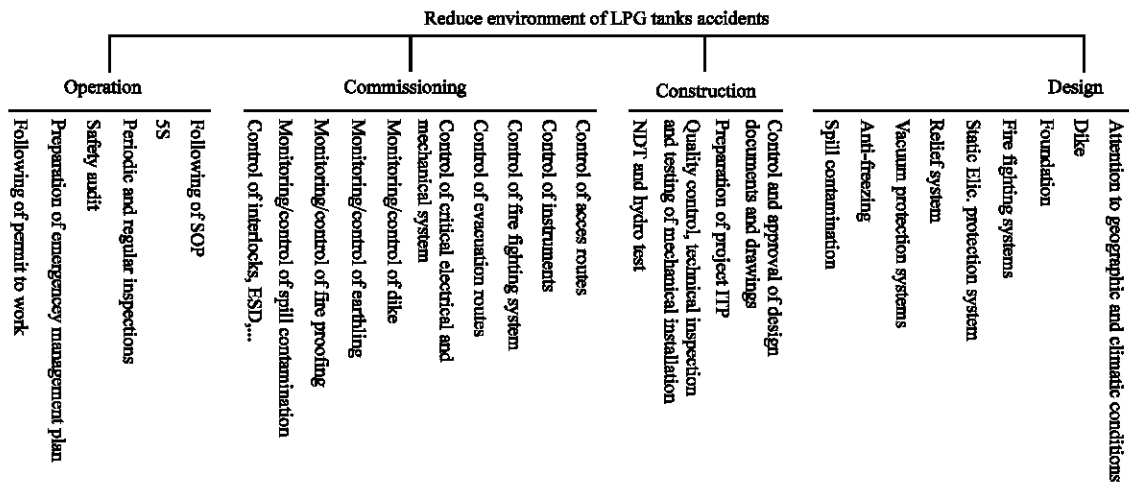 Reduce environment of LPG tanks accidents
Operation
Following of SOP
5S
Periodic and regular inspections
Safety audit
Preparation of emergency management plan
Following of permit to work
Commissioning
Control of acces routes
Control of instruments
Control of fire fighting system
Control of evacuation routes
Control of critical electrical and
mechanical system
Monitoring/control of dike
Monitoring/control of earthling
Monitoring/control of fire proofing
Monitoring/control of spill contamination
Control of interlocks, ESD,...
Construction
Control and approval of design
documents and drawings
Preparation of project ITP
Quality control, technical inspection
and testing of mechanical installation
NDT and hydro test
Design
Attention to geographic and climatic conditions
Dike
Foundation
Fire fighting systems
Static Elic. protection system
Relief system
Vacuum protection systems
Anti-freezing
Spill contamination